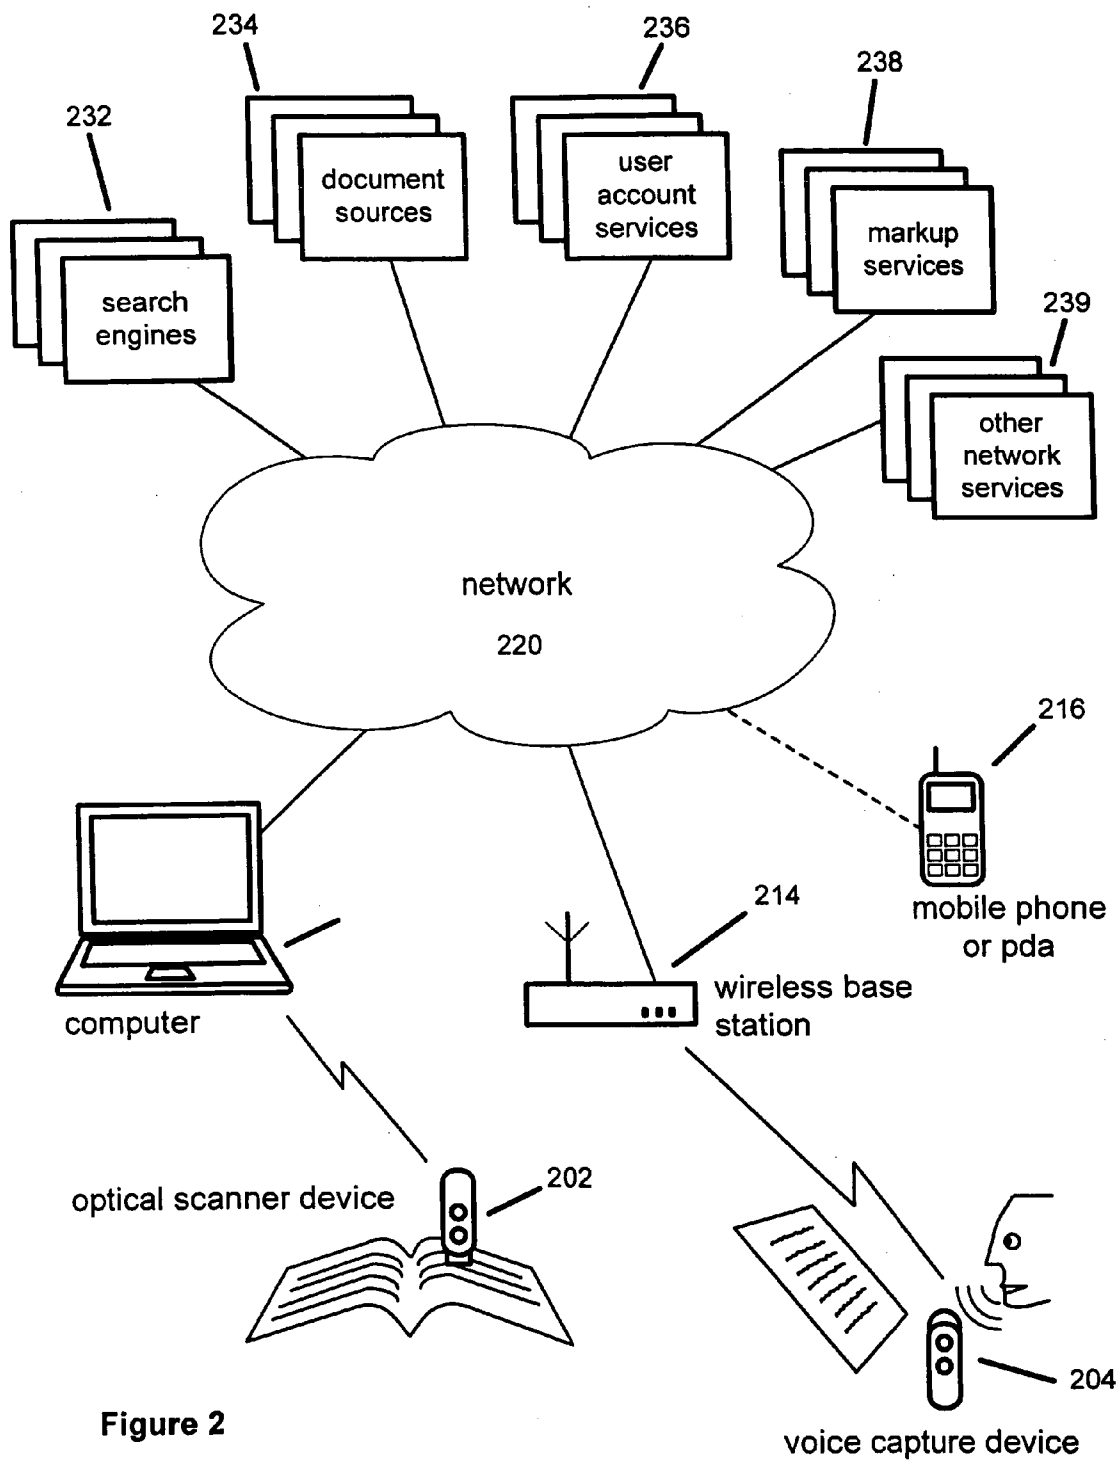 234
236
238
232
document
sources
user
account
services
markup
services
239
search
engines
other
network
services
network
220
216
mobile phone
or pda
214
wireless base
station
computer
optical scanner device
202
204
voice capture device
Figure 2